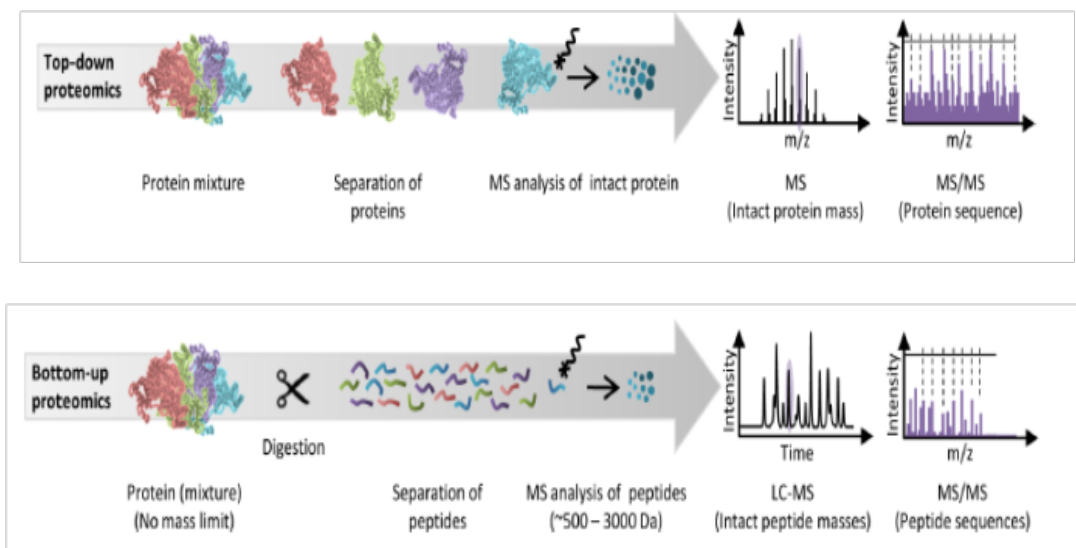 Top-down
proteomics
Protein mixture
Separation of
proteins
MS analysis of intact protein
Intensity
m/z
MS
(Intact protein mass)
Intensity
m/z
MS/MS
(Protein sequence)
Bottom-up
proteomics
Digestion
Protein (mixture)
(No mass limit)
Separation of
peptides
MS analysis of peptides
(~500 – 3000 Da)
Intensity
Time
LC-MS
(Intact peptide masses)
Intensity
m/z
MS/MS
(Peptide sequences)